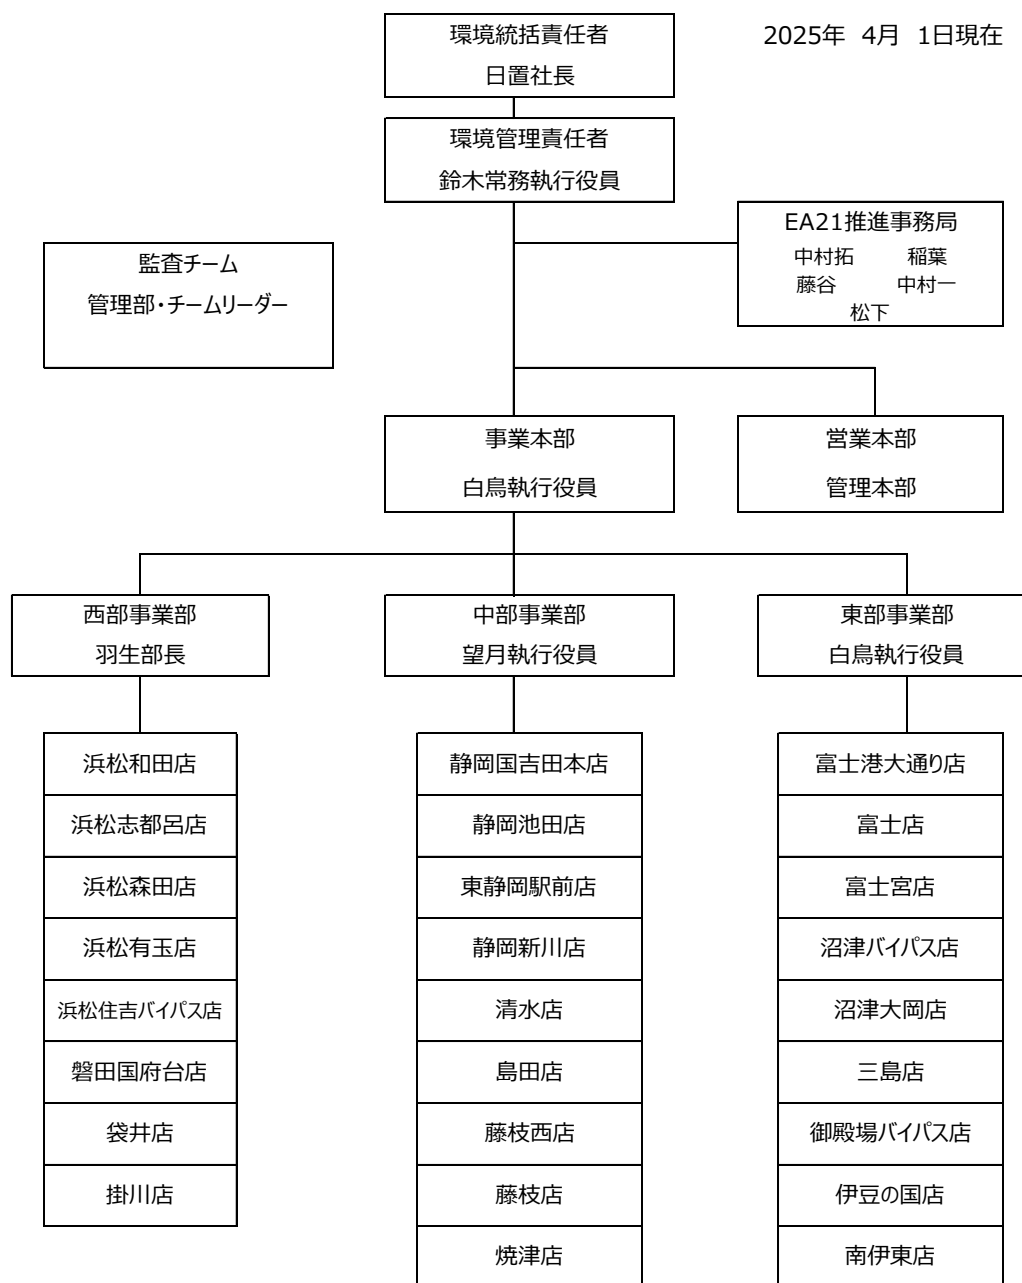 環境統括責任者
日置社長
2025年 4月 1日現在
環境管理責任者
鈴木常務執行役員
EA21推進事務局
中村拓 稲葉
藤谷 中村一
松下
監査チーム
管理部・チームリーダー
事業本部
白鳥執行役員
営業本部
管理本部
西部事業部
羽生部長
中部事業部
望月執行役員
東部事業部
白鳥執行役員
浜松和田店
浜松志都呂店
浜松森田店
浜松有玉店
浜松住吉バイパス店
磐田国府台店
袋井店
掛川店
静岡国吉田本店
静岡池田店
東静岡駅前店
静岡新川店
清水店
島田店
藤枝西店
藤枝店
焼津店
富士港大通り店
富士店
富士宮店
沼津バイパス店
沼津大岡店
三島店
御殿場バイパス店
伊豆の国店
南伊東店